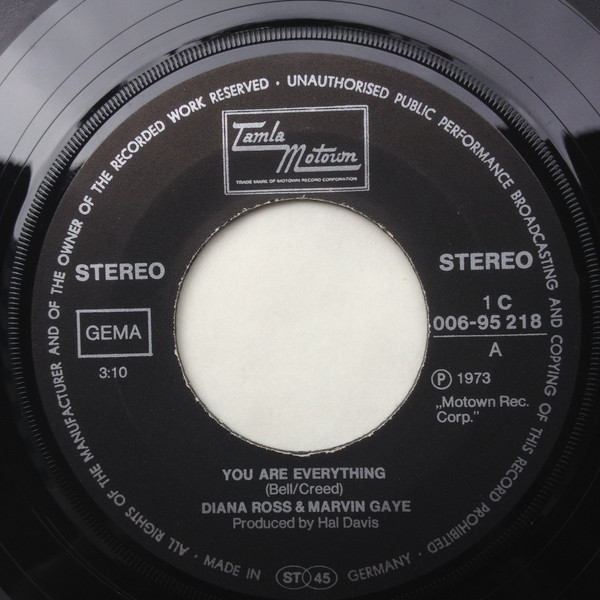 ALL RIGHTS OF THE MANUFACTURER AND OF THE OWNER OF THE RECORDED WORK RESERVED · UNAUTHORISED PUBLIC PERFORMANCE BROADCASTING AND COPYING OF THIS RECORD PROHIBITED ·
Tamla
Motown
TRADE MARK OF MOTOWN RECORD CORPORATION
STEREO
GEMA
3:10
STEREO
1 C
006-95 218
A
Ⓟ 1973
„Motown Rec.
Corp."
YOU ARE EVERYTHING
(Bell/Creed)
DIANA ROSS & MARVIN GAYE
Produced by Hal Davis
MADE IN ST 45 GERMANY